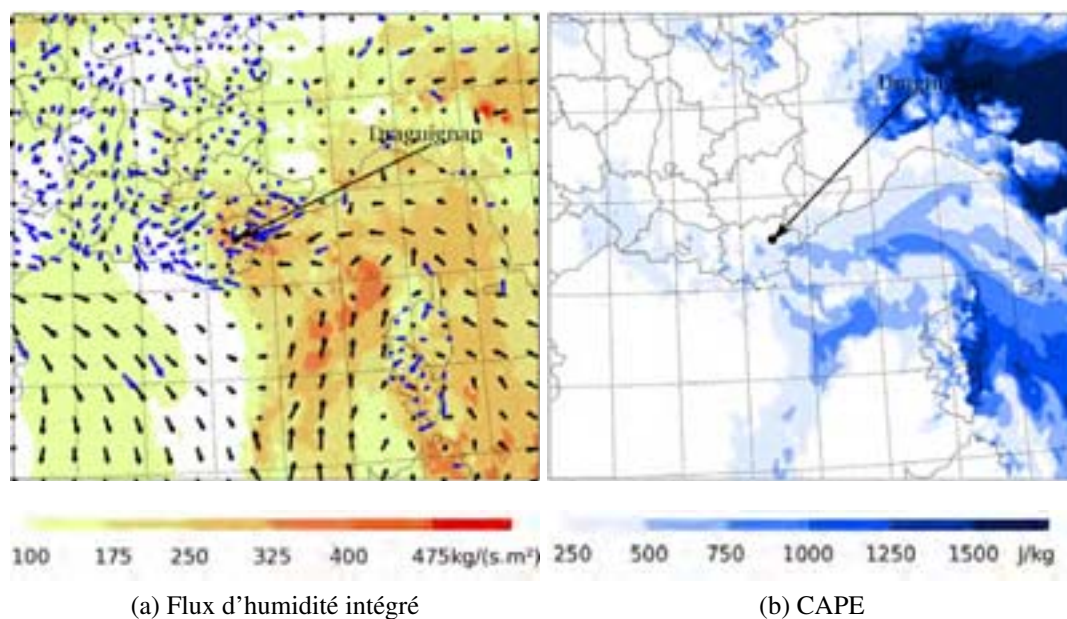 Draguignan
100 175 250 325 400 475kg/(s.m²)
250 500 750 1000 1250 1500 J/kg
(a) Flux d'humidité intégré
(b) CAPE